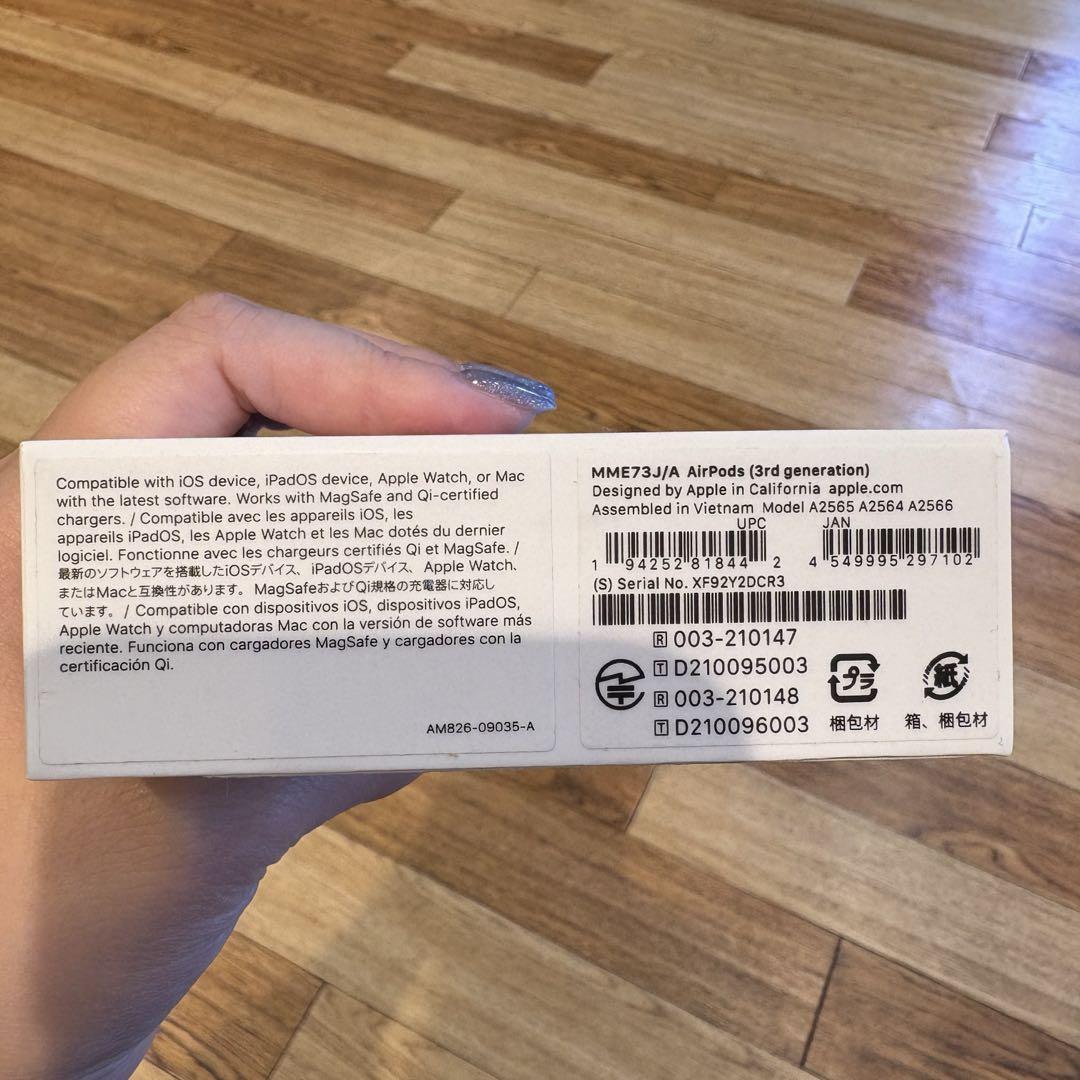 Compatible with iOS device, iPadOS device, Apple Watch, or Mac
with the latest software. Works with MagSafe and Qi-certified
chargers. / Compatible avec les appareils iOS, les
appareils iPadOS, les Apple Watch et les Mac dotés du dernier
logiciel. Fonctionne avec les chargeurs certifiés Qi et MagSafe. /
最新のソフトウェアを搭載したiOSデバイス、iPadOSデバイス、Apple Watch、
またはMacと互換性があります。MagSafeおよびQi規格の充電器に対応し
ています。/ Compatible con dispositivos iOS, dispositivos iPadOS,
Apple Watch y computadoras Mac con la versión de software más
reciente. Funciona con cargadores MagSafe y cargadores con la
certificación Qi.
AM826-09035-A
MME73J/A AirPods (3rd generation)
Designed by Apple in California apple.com
Assembled in Vietnam Model A2565 A2564 A2566
UPC JAN
1 94252 81844 2 4 549995 297102
(S) Serial No. XF92Y2DCR3
R 003-210147
T D210095003
R 003-210148
T D210096003
プラ
梱包材
紙
箱、梱包材